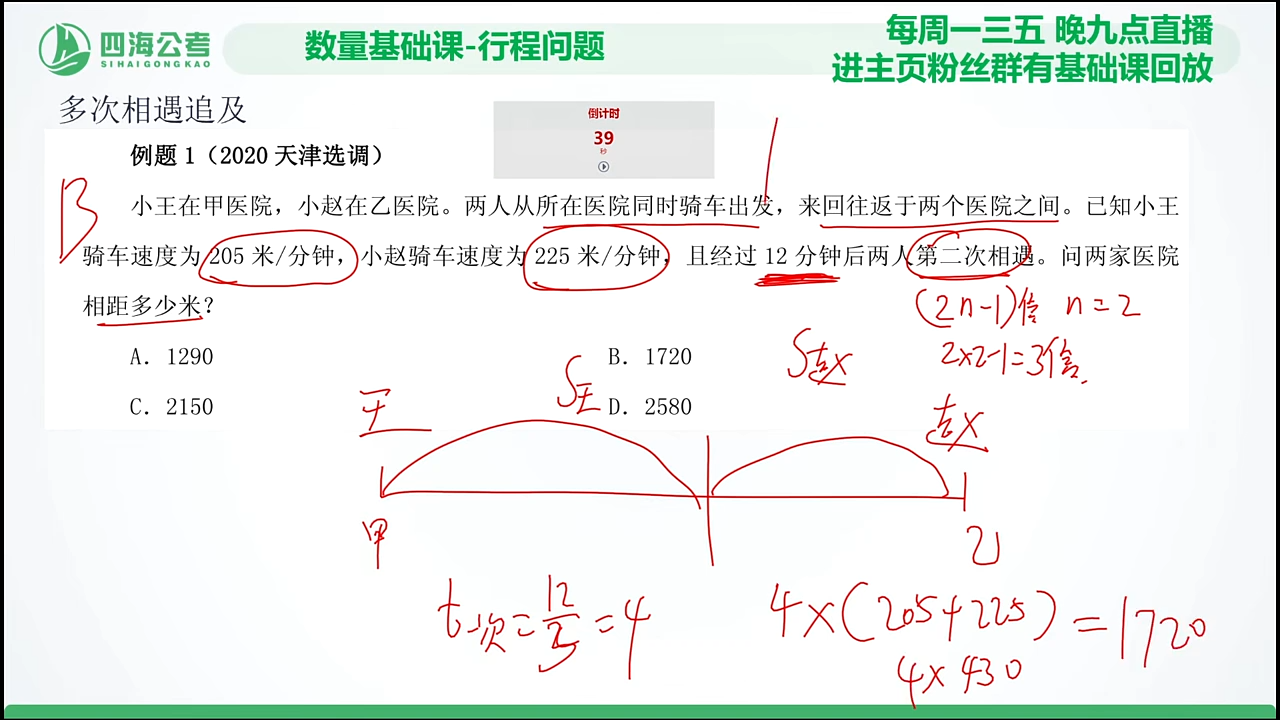 四海公考
SIHAIGONGKAO
数量基础课-行程问题
每周一三五 晚九点直播
进主页粉丝群有基础课回放
多次相遇追及
倒计时
39
秒
例题 1（2020 天津选调）
B
小王在甲医院，小赵在乙医院。两人从所在医院同时骑车出发，来回往返于两个医院之间。已知小王
骑车速度为 205 米/分钟，小赵骑车速度为 225 米/分钟，且经过 12 分钟后两人第二次相遇。问两家医院
相距多少米？
(2n-1)倍 n=2
2×2-1=3倍
A. 1290
B. 1720
C. 2150
D. 2580
S王
S赵
王
赵
甲
乙
t一次=12/3=4
4×(205+225)=1720
4×430